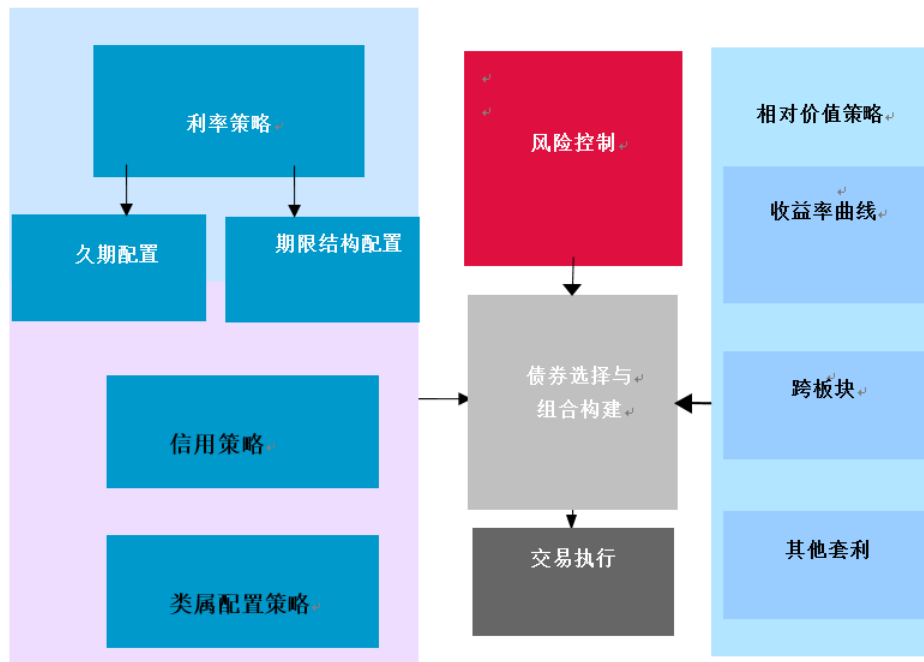 利率策略
久期配置
期限结构配置
信用策略
类属配置策略
风险控制
债券选择与
组合构建
交易执行
相对价值策略
收益率曲线
跨板块
其他套利